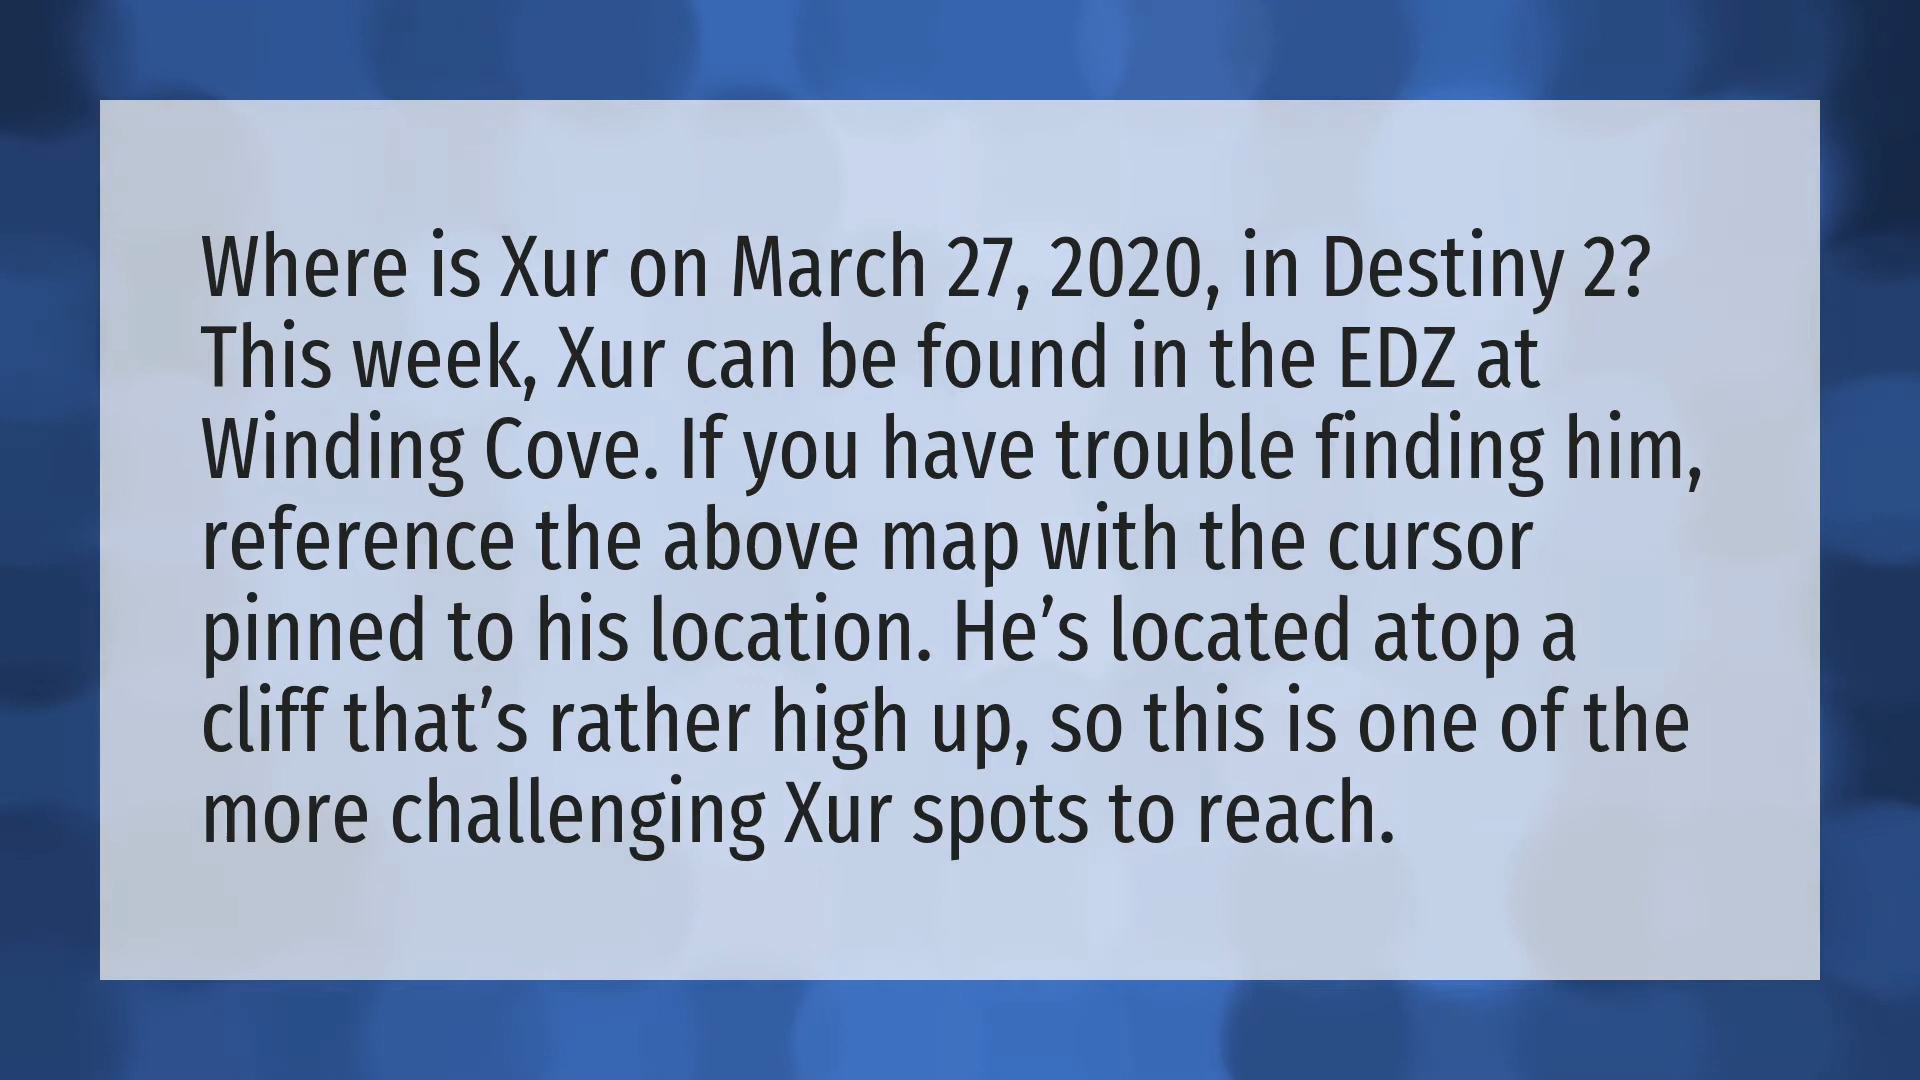 Where is Xur on March 27, 2020, in Destiny 2?
This week, Xur can be found in the EDZ at
Winding Cove. If you have trouble finding him,
reference the above map with the cursor
pinned to his location. He’s located atop a
cliff that’s rather high up, so this is one of the
more challenging Xur spots to reach.